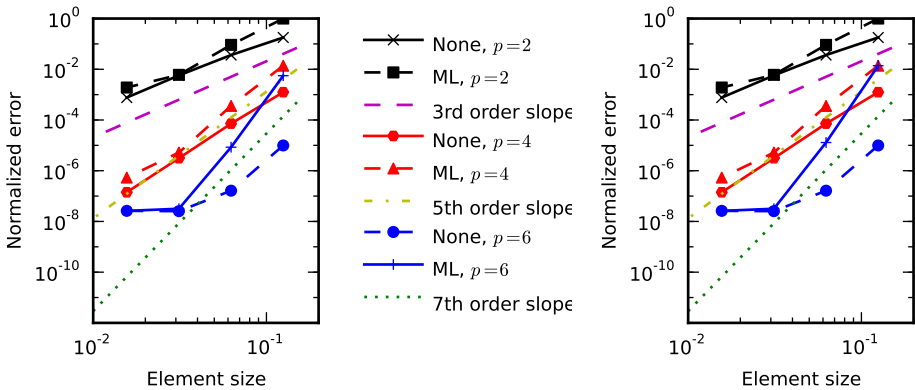 10^0
10^-2
10^-4
10^-6
10^-8
10^-10
Normalized error
10^-2
10^-1
Element size
None, p=2
ML, p=2
3rd order slope
None, p=4
ML, p=4
5th order slope
None, p=6
ML, p=6
7th order slope
10^0
10^-2
10^-4
10^-6
10^-8
10^-10
Normalized error
10^-2
10^-1
Element size